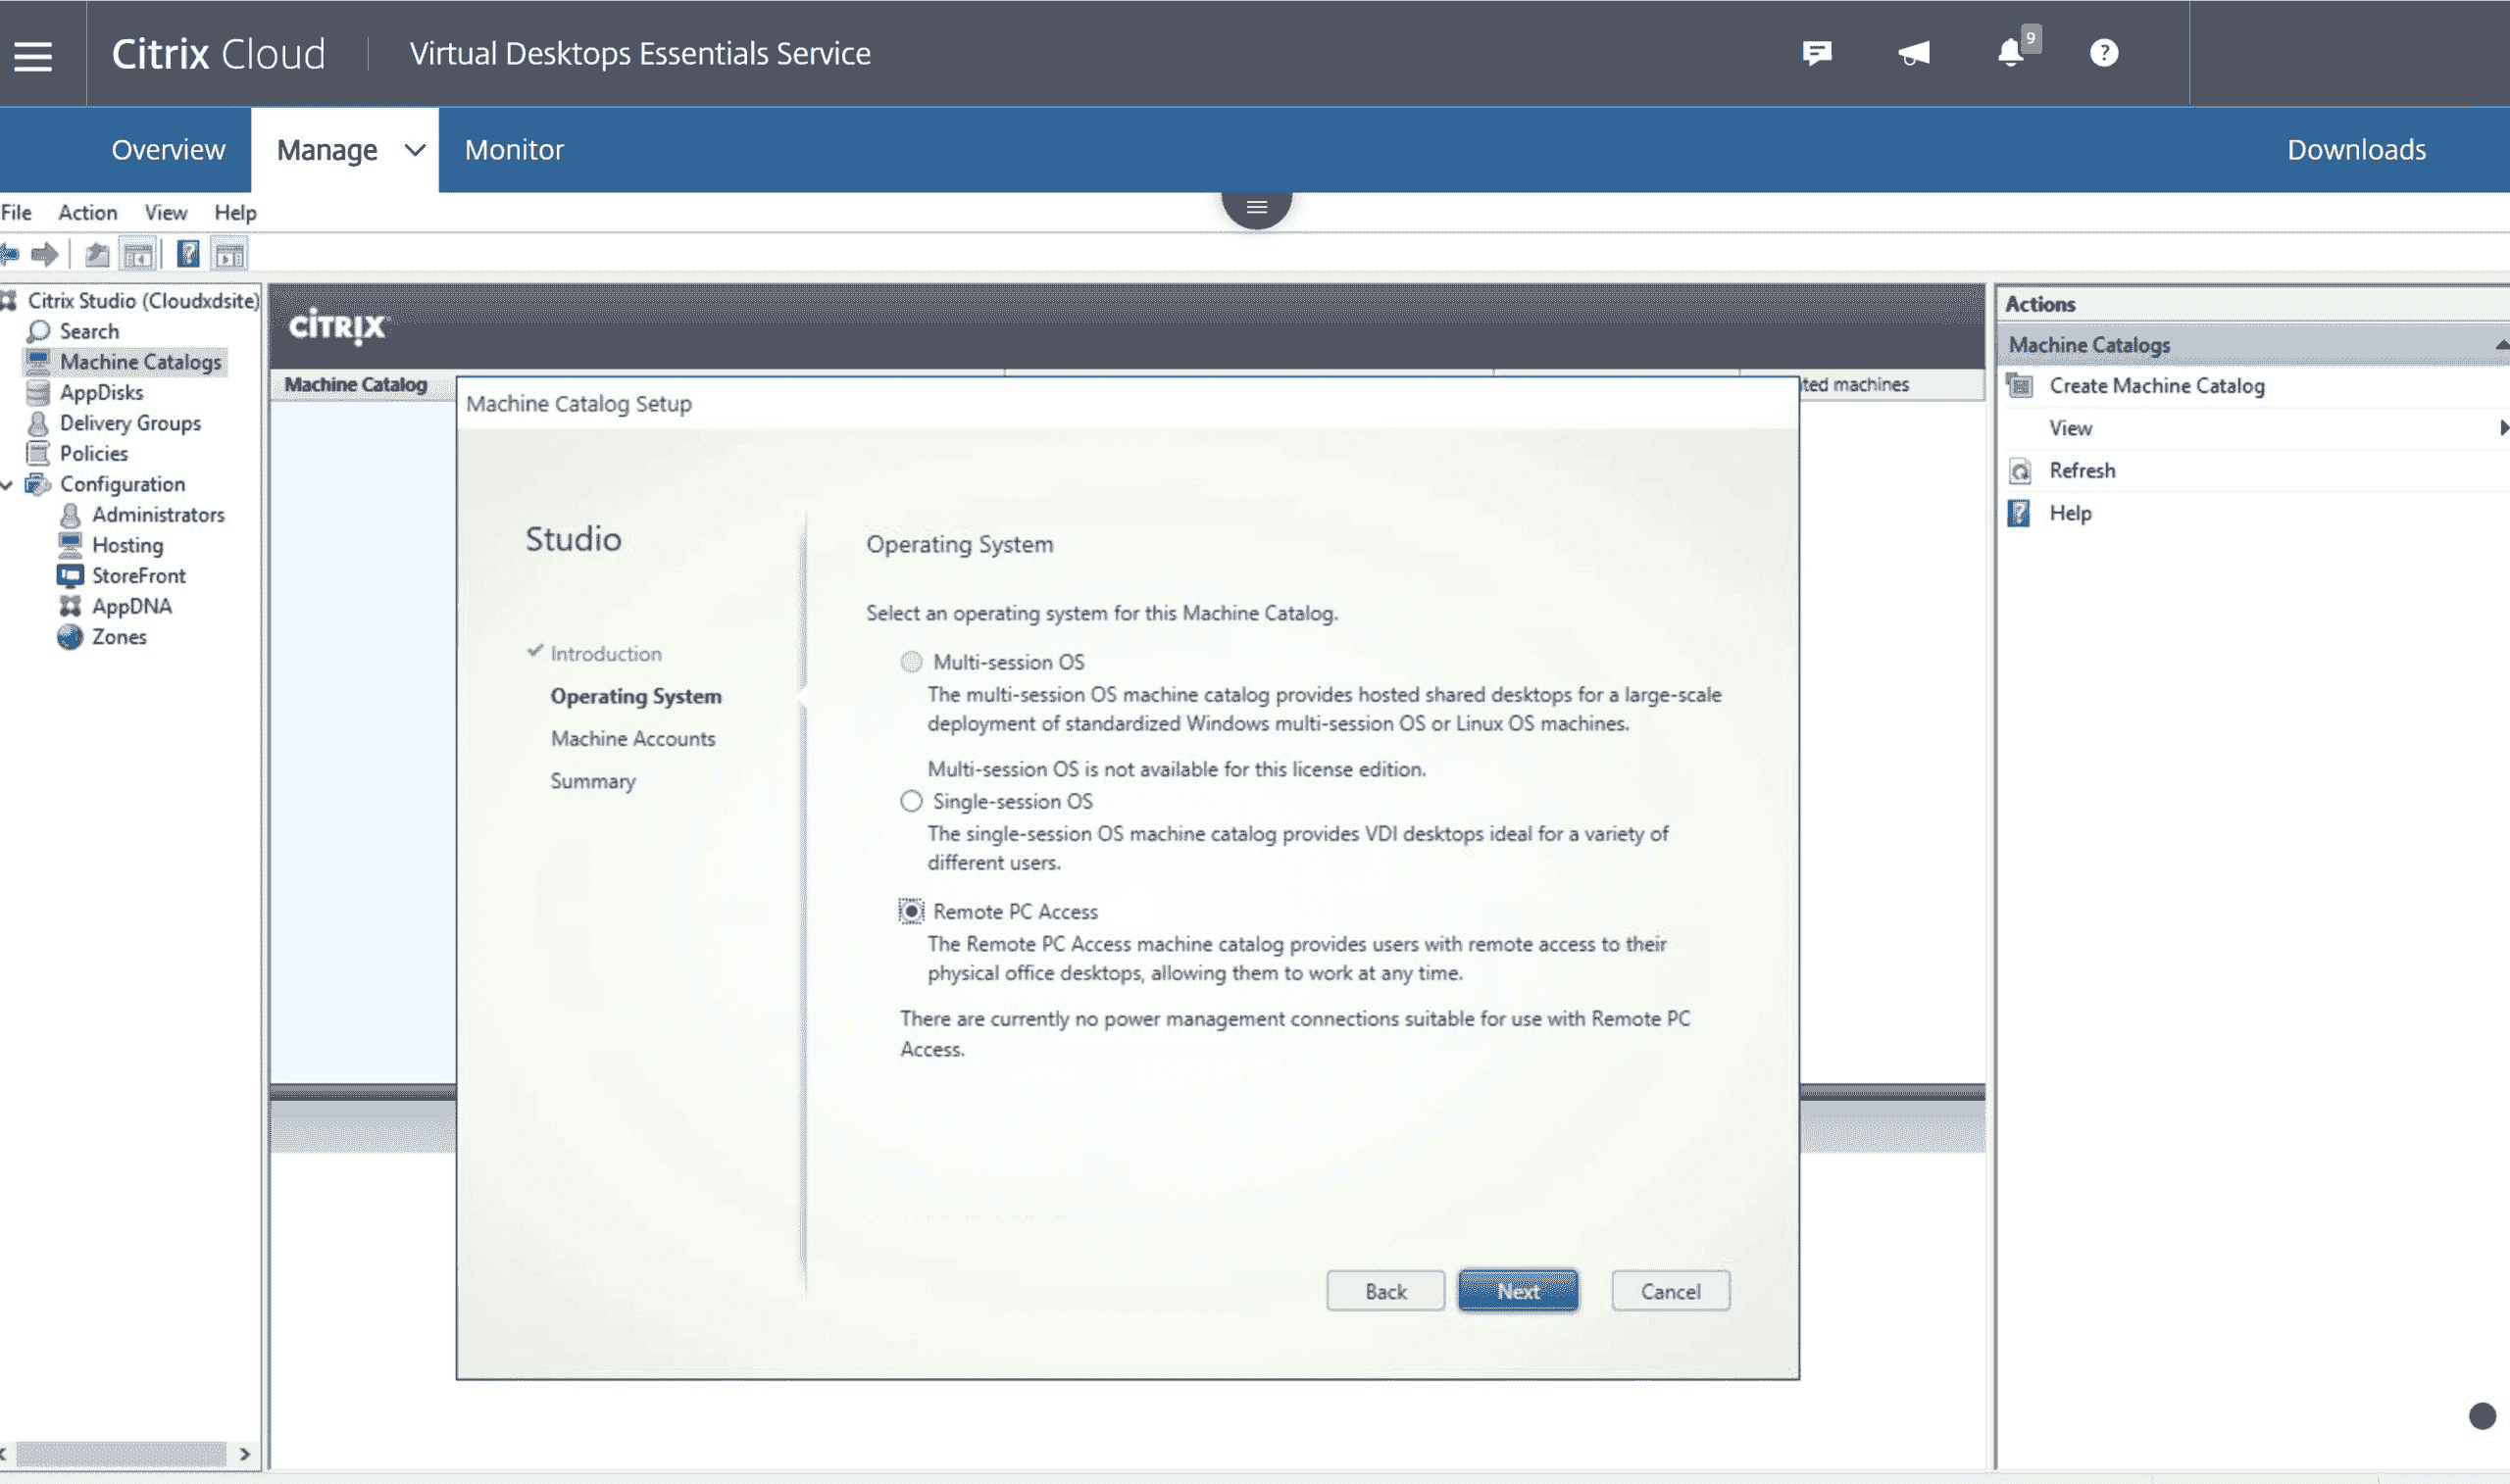 Citrix Cloud
Virtual Desktops Essentials Service
9
?
Overview
Manage
Monitor
Downloads
File Action View Help
Citrix Studio (Cloudxdsite)
Search
Machine Catalogs
AppDisks
Delivery Groups
Policies
Configuration
Administrators
Hosting
StoreFront
AppDNA
Zones
CİTRIX
Machine Catalog
ted machines
Machine Catalog Setup
Studio
Introduction
Operating System
Machine Accounts
Summary
Operating System
Select an operating system for this Machine Catalog.
Multi-session OS
The multi-session OS machine catalog provides hosted shared desktops for a large-scale
deployment of standardized Windows multi-session OS or Linux OS machines.
Multi-session OS is not available for this license edition.
Single-session OS
The single-session OS machine catalog provides VDI desktops ideal for a variety of
different users.
Remote PC Access
The Remote PC Access machine catalog provides users with remote access to their
physical office desktops, allowing them to work at any time.
There are currently no power management connections suitable for use with Remote PC
Access.
Back
Next
Cancel
Actions
Machine Catalogs
Create Machine Catalog
View
Refresh
Help